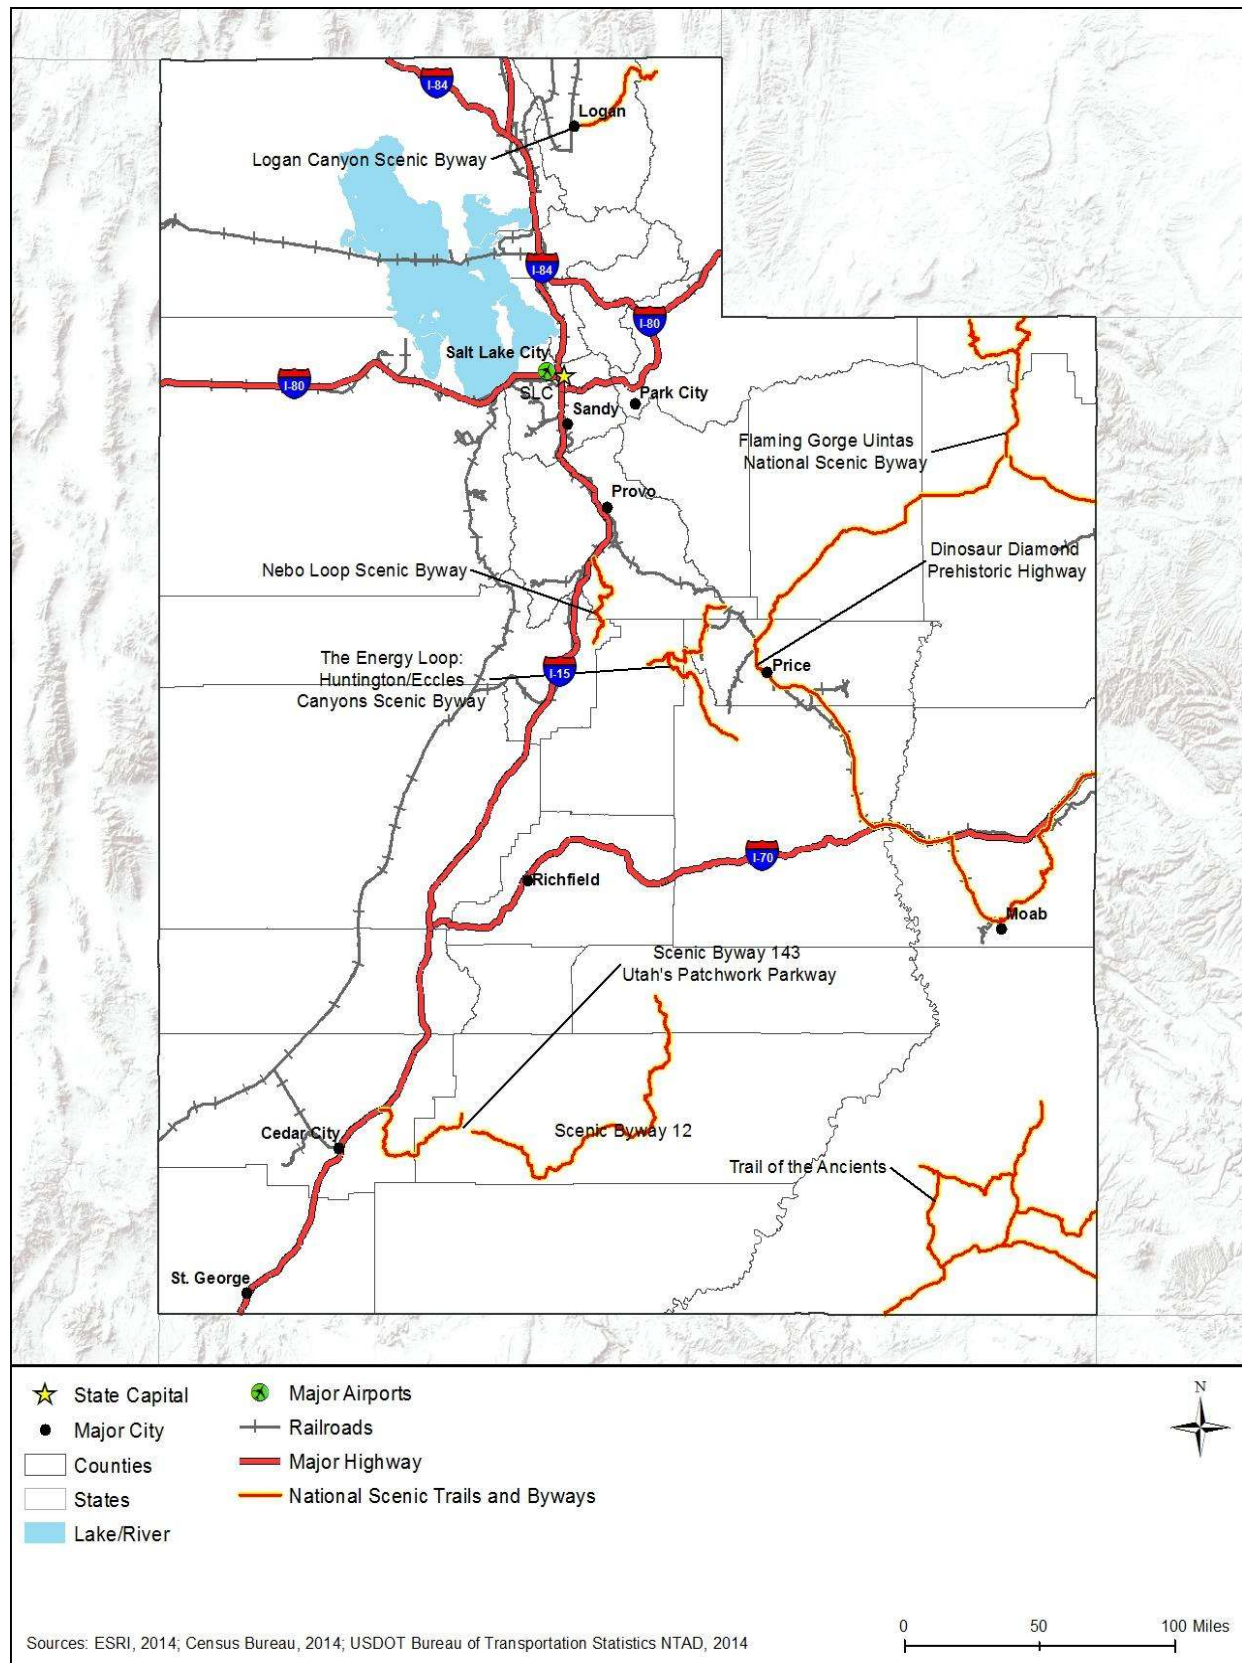 I-84
Logan
Logan Canyon Scenic Byway
I-84
I-80
Salt Lake City
I-80
SLC
Park City
Sandy
Flaming Gorge Uintas
National Scenic Byway
Provo
Dinosaur Diamond
Prehistoric Highway
Nebo Loop Scenic Byway
The Energy Loop:
Huntington/Eccles
Canyons Scenic Byway
I-15
Price
I-70
Richfield
Moab
Scenic Byway 143
Utah's Patchwork Parkway
Cedar City
Scenic Byway 12
Trail of the Ancients
St. George
State Capital
Major City
Counties
States
Lake/River
Major Airports
Railroads
Major Highway
National Scenic Trails and Byways
N
0 50 100 Miles
Sources: ESRI, 2014; Census Bureau, 2014; USDOT Bureau of Transportation Statistics NTAD, 2014